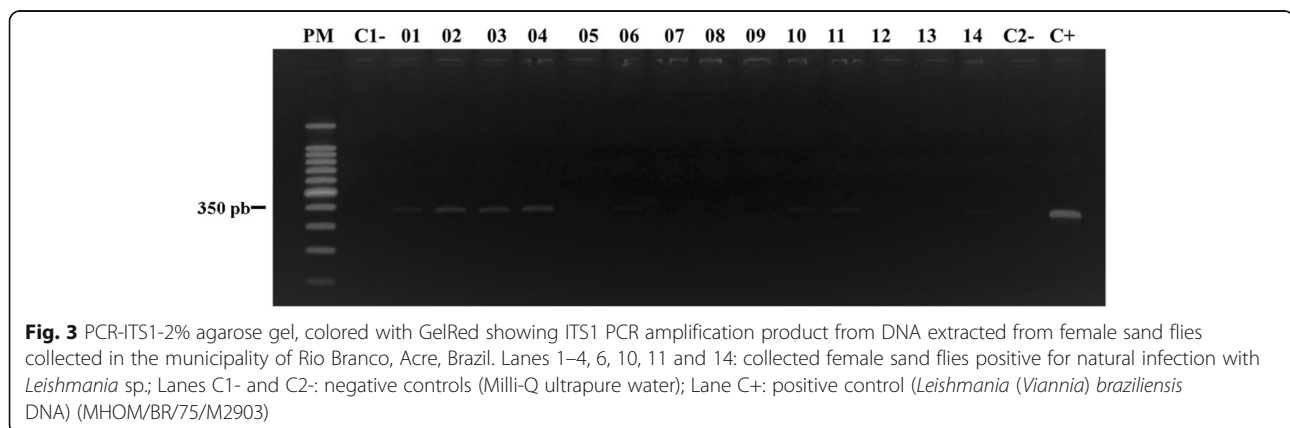 PM C1- 01 02 03 04 05 06 07 08 09 10 11 12 13 14 C2- C+
350 pb
Fig. 3 PCR-ITS1-2% agarose gel, colored with GelRed showing ITS1 PCR amplification product from DNA extracted from female sand flies
collected in the municipality of Rio Branco, Acre, Brazil. Lanes 1–4, 6, 10, 11 and 14: collected female sand flies positive for natural infection with
Leishmania sp.; Lanes C1- and C2-: negative controls (Milli-Q ultrapure water); Lane C+: positive control (Leishmania (Viannia) braziliensis
DNA) (MHOM/BR/75/M2903)